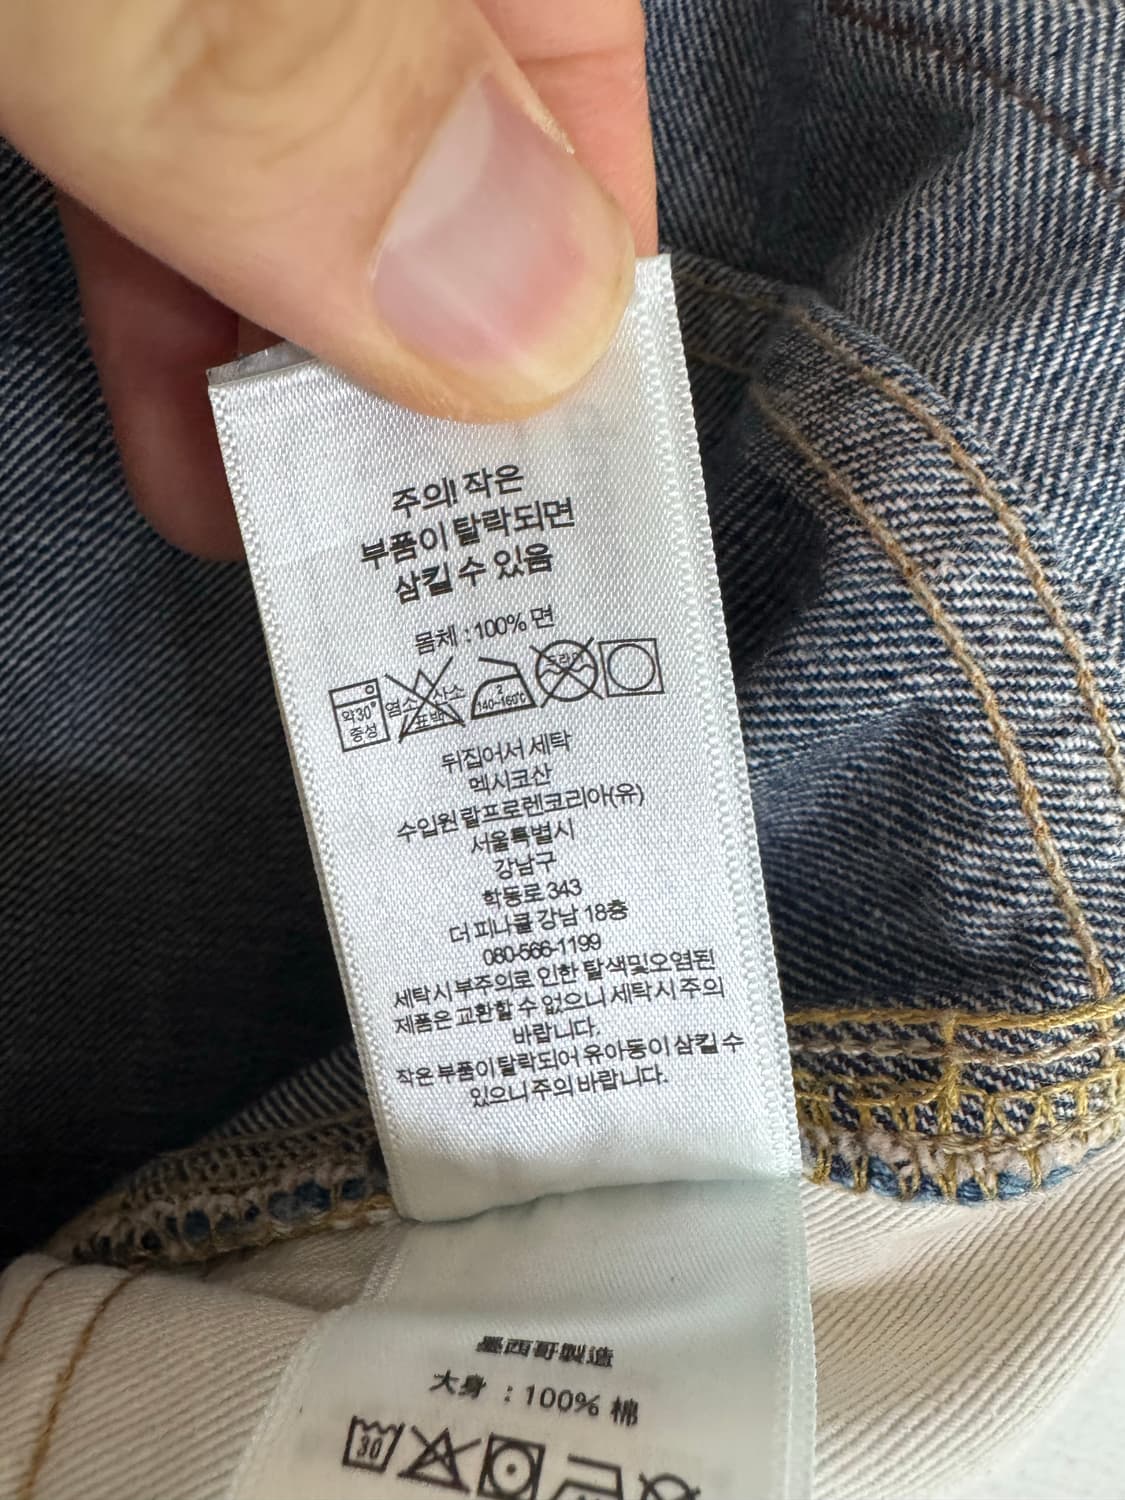 주의! 작은
부품이 탈락되면
삼킬 수 있음
몸체 : 100% 면
약30°
중성
염소 산소
표백
2
140~160℃
드라이
뒤집어서 세탁
멕시코산
수입원 랄프로렌코리아(유)
서울특별시
강남구
학동로 343
더 피나클 강남 18층
080-566-1199
세탁시 부주의로 인한 탈색및오염된
제품은 교환할 수 없으니 세탁시 주의
바랍니다.
작은 부품이 탈락되어 유아동이 삼킬 수
있으니 주의 바랍니다.
墨西哥製造
大身 : 100% 棉
30